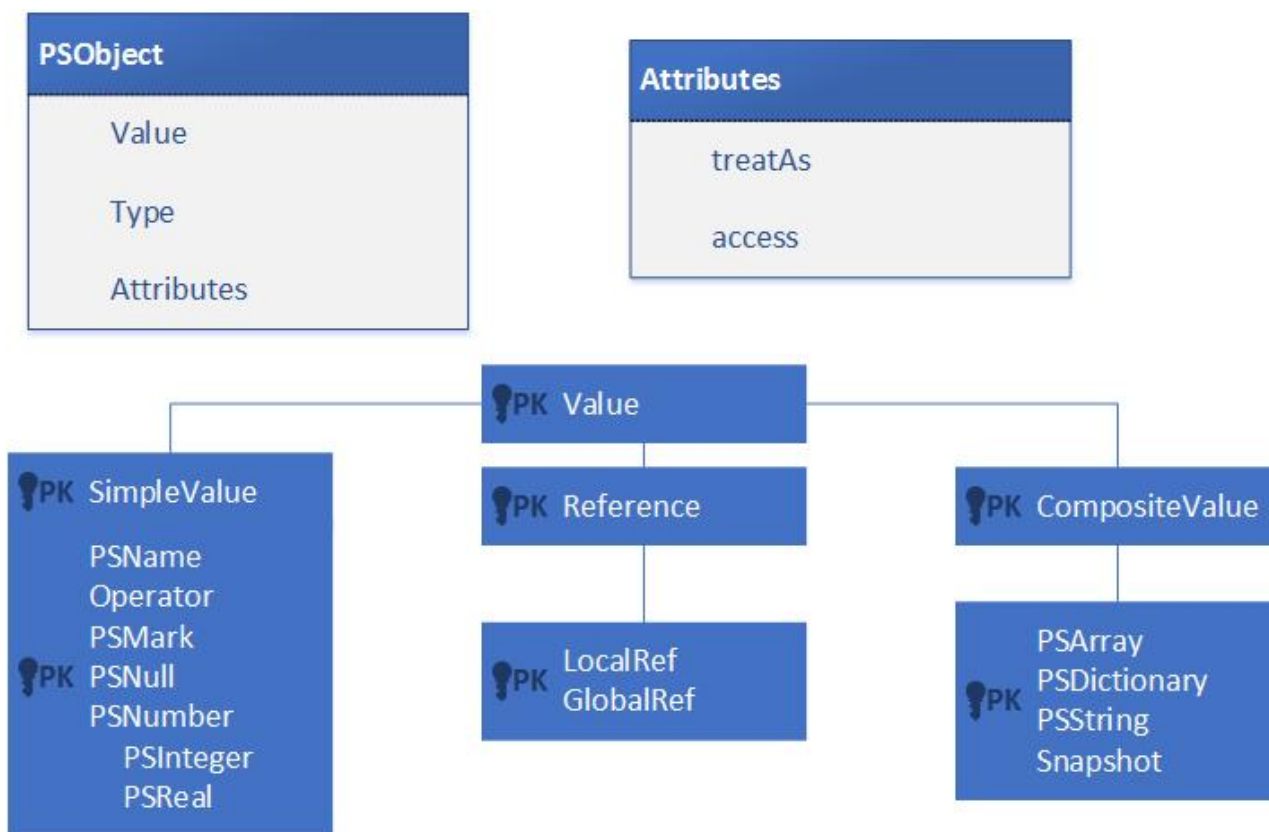 PSObject
Value
Type
Attributes
Attributes
treatAs
access
PK Value
PK SimpleValue
PSName
Operator
PSMark
PK PSNull
PSNumber
PSInteger
PSReal
PK Reference
LocalRef
PK
GlobalRef
PK CompositeValue
PSArray
PSDictionary
PK
PSString
Snapshot